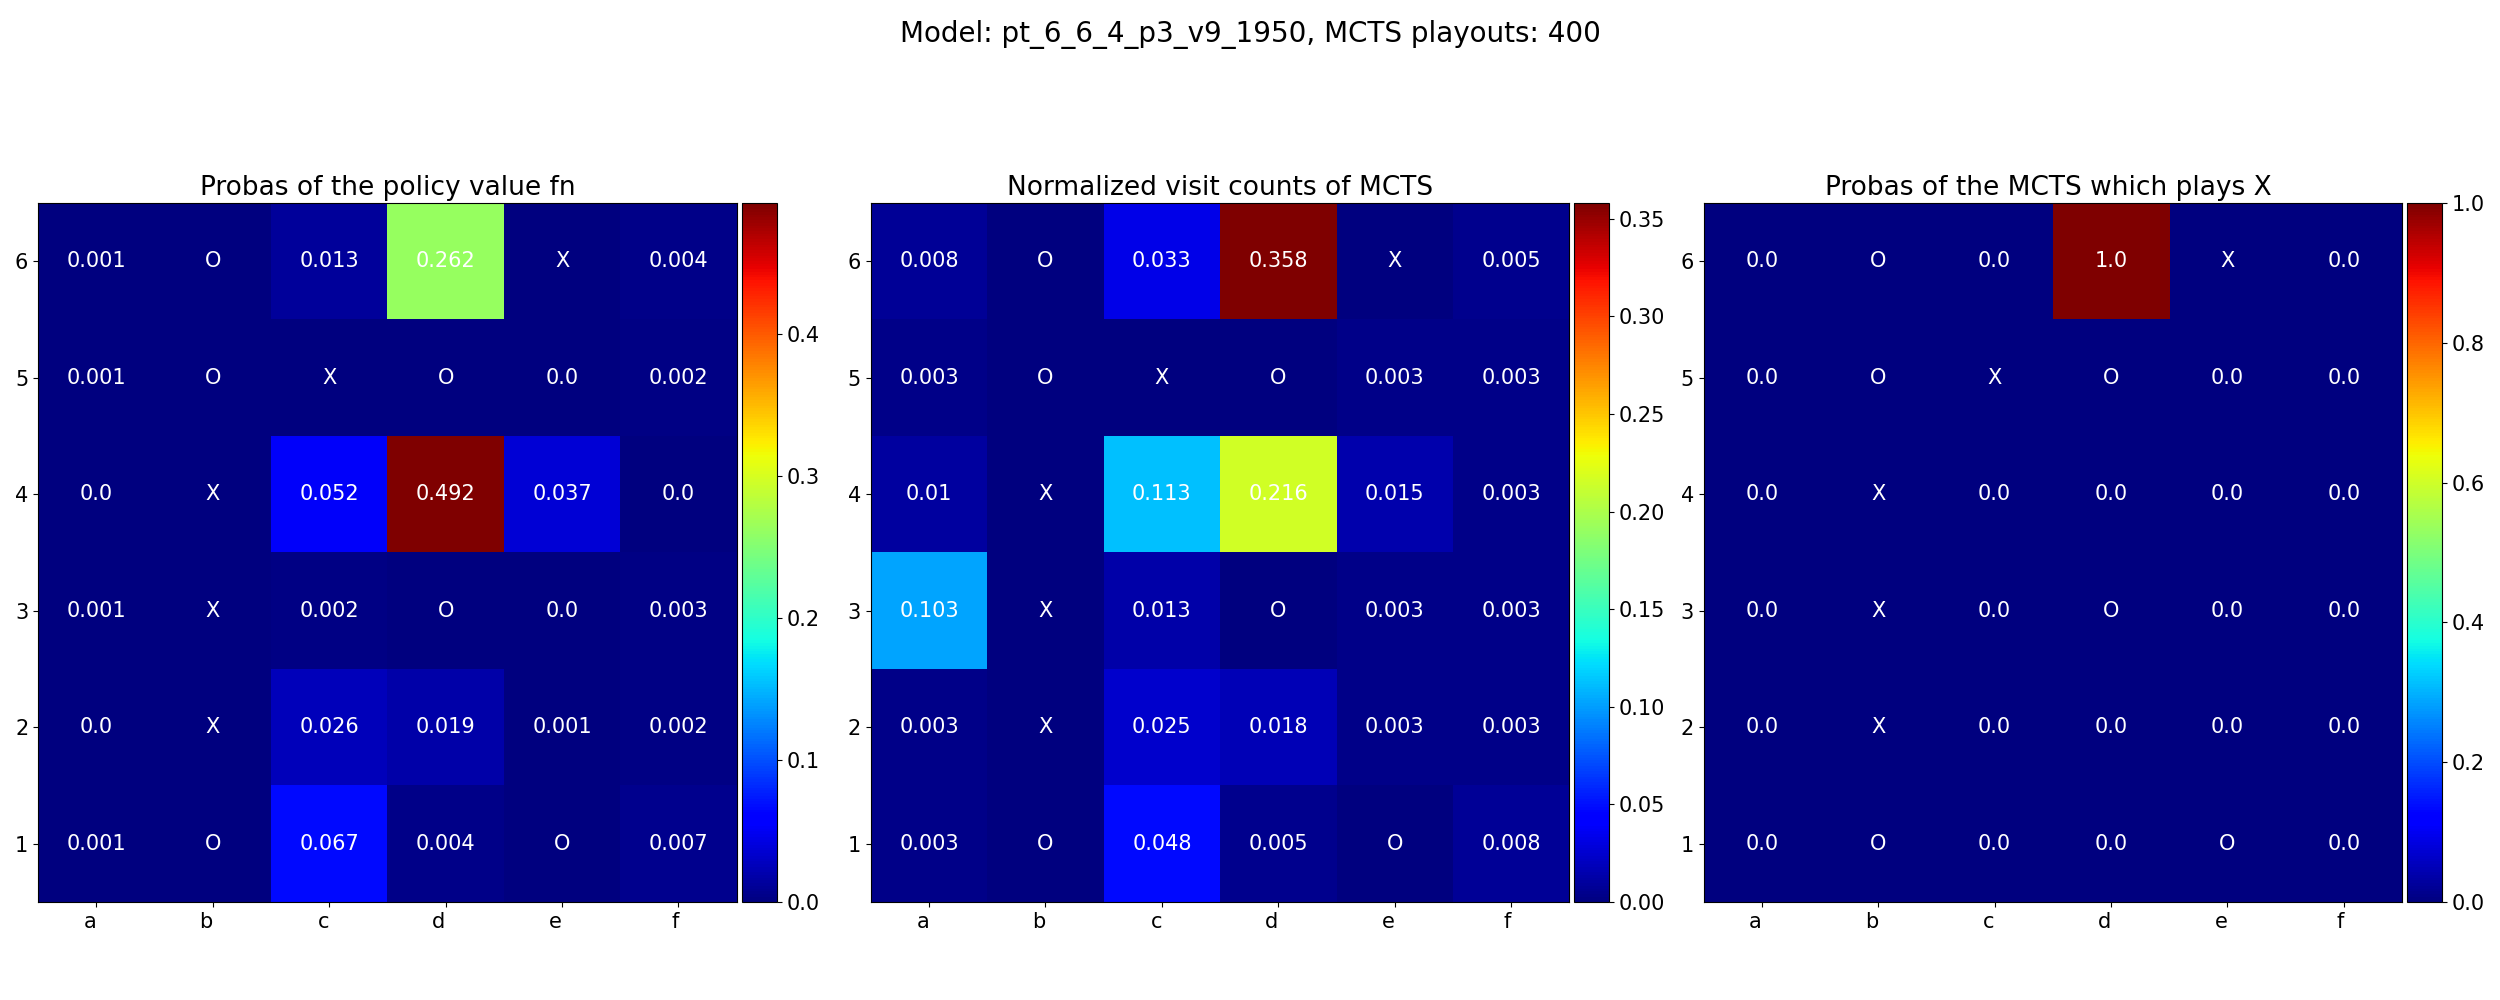 Model: pt_6_6_4_p3_v9_1950, MCTS playouts: 400
Probas of the policy value fn
6 0.001 O 0.013 0.262 X 0.004
5 0.001 O X O 0.0 0.002
4 0.0 X 0.052 0.492 0.037 0.0
3 0.001 X 0.002 O 0.0 0.003
2 0.0 X 0.026 0.019 0.001 0.002
1 0.001 O 0.067 0.004 O 0.007
a b c d e f
0.4
0.3
0.2
0.1
0.0
Normalized visit counts of MCTS
6 0.008 O 0.033 0.358 X 0.005
5 0.003 O X O 0.003 0.003
4 0.01 X 0.113 0.216 0.015 0.003
3 0.103 X 0.013 O 0.003 0.003
2 0.003 X 0.025 0.018 0.003 0.003
1 0.003 O 0.048 0.005 O 0.008
a b c d e f
0.35
0.30
0.25
0.20
0.15
0.10
0.05
0.00
Probas of the MCTS which plays X
6 0.0 O 0.0 1.0 X 0.0
5 0.0 O X O 0.0 0.0
4 0.0 X 0.0 0.0 0.0 0.0
3 0.0 X 0.0 O 0.0 0.0
2 0.0 X 0.0 0.0 0.0 0.0
1 0.0 O 0.0 0.0 O 0.0
a b c d e f
1.0
0.8
0.6
0.4
0.2
0.0